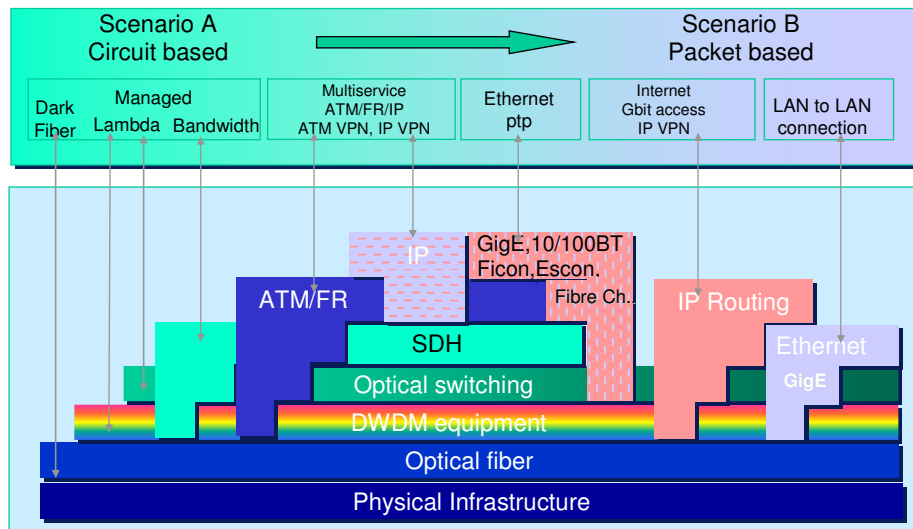 Scenario A
Circuit based
Scenario B
Packet based
Dark
Fiber
Managed
Lambda
Bandwidth
Multiservice
ATM/FR/IP
ATM VPN, IP VPN
Ethernet
ptp
Internet
Gbit access
IP VPN
LAN to LAN
connection
IP
GigE,10/100BT
Ficon,Escon.
Fibre Ch..
ATM/FR
IP Routing
SDH
Ethernet
GigE
Optical switching
DWDM equipment
Optical fiber
Physical Infrastructure